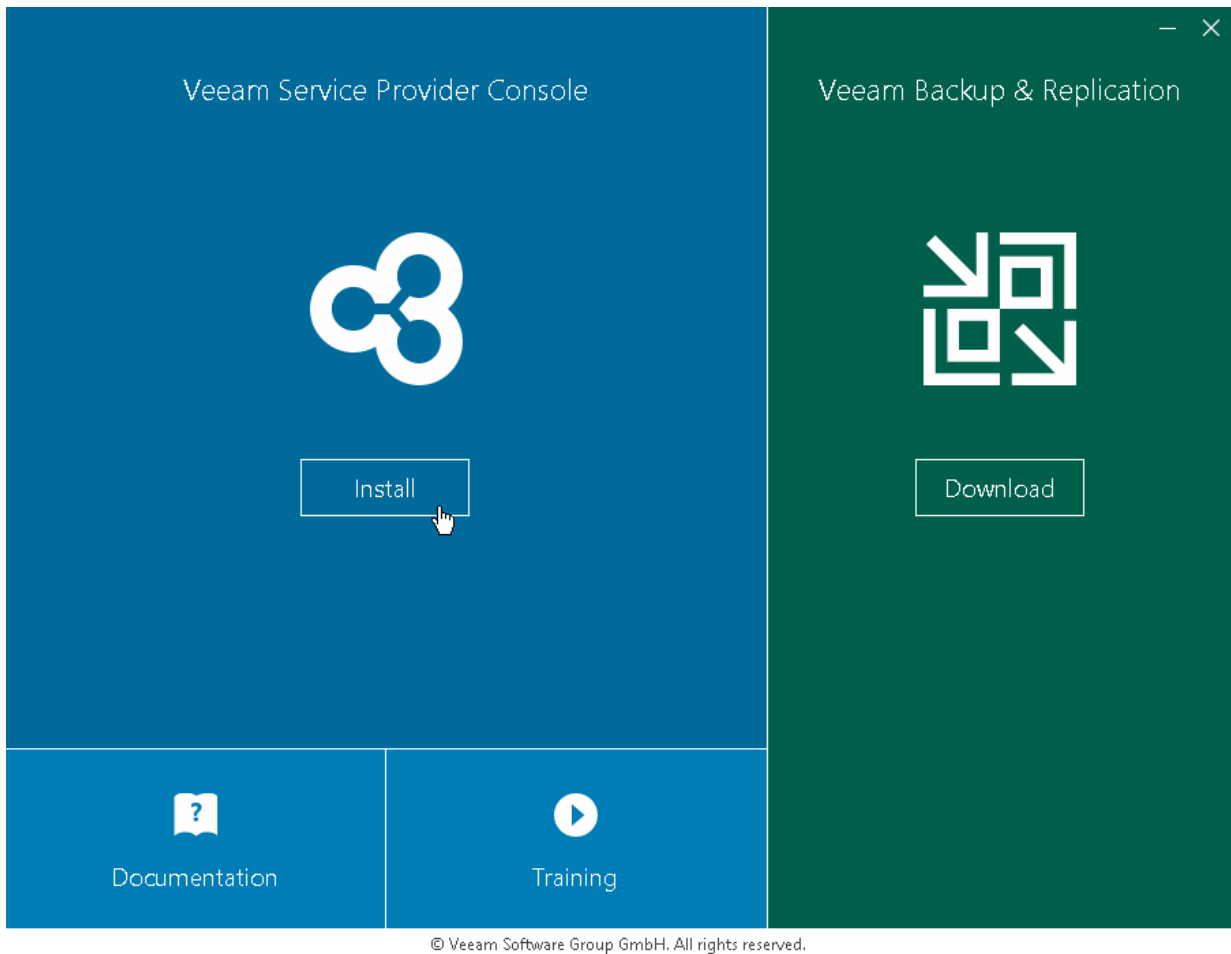 Veeam Service Provider Console
Veeam Backup & Replication
Install
Download
?
Documentation
Training
© Veeam Software Group GmbH. All rights reserved.